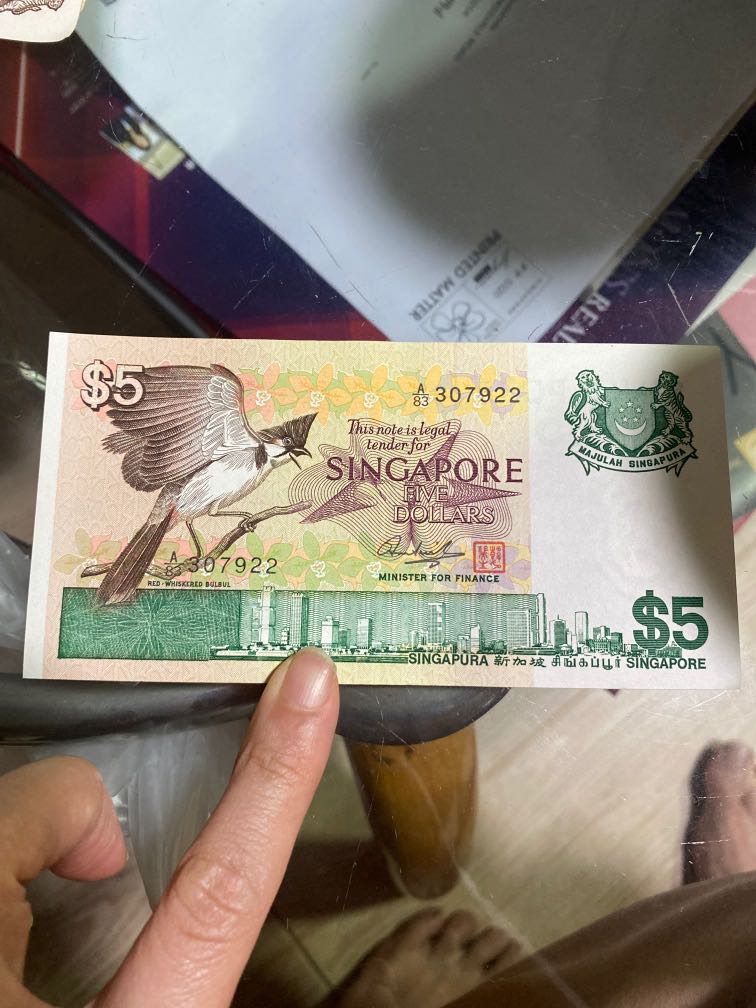 PRINTED MATTER
$5
A/83 307922
This note is legal
tender for
SINGAPORE
FIVE
DOLLARS
MAJULAH SINGAPURA
A/83 307922
RED-WHISKERED BULBUL
MINISTER FOR FINANCE
$5
SINGAPURA 新加坡 சிங்கப்பூர் SINGAPORE